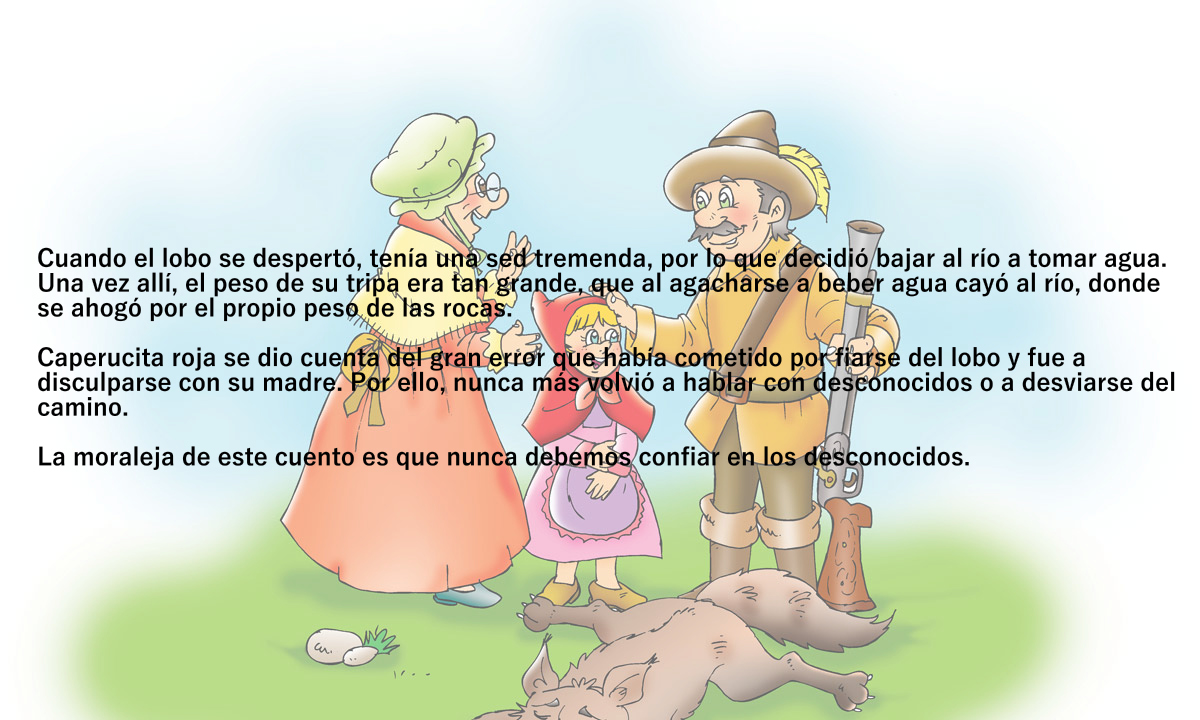 Cuando el lobo se despertó, tenía una sed tremenda, por lo que decidió bajar al río a tomar agua.
Una vez allí, el peso de su tripa era tan grande, que al agacharse a beber agua cayó al río, donde
se ahogó por el propio peso de las rocas.
Caperucita roja se dio cuenta del gran error que había cometido por fiarse del lobo y fue a
disculparse con su madre. Por ello, nunca más volvió a hablar con desconocidos o a desviarse del
camino.
La moraleja de este cuento es que nunca debemos confiar en los desconocidos.